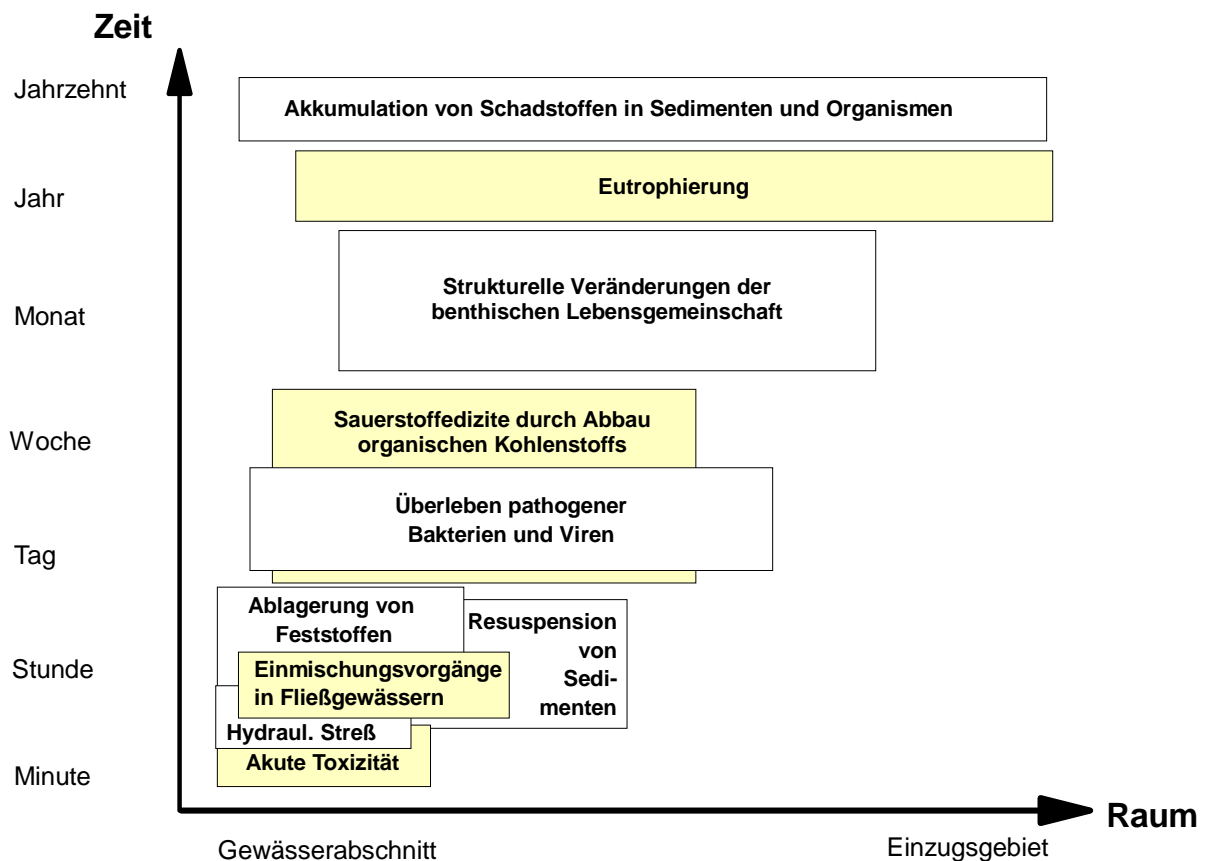 Zeit
Jahrzehnt
Akkumulation von Schadstoffen in Sedimenten und Organismen
Jahr
Eutrophierung
Monat
Strukturelle Veränderungen der
benthischen Lebensgemeinschaft
Woche
Sauerstoffedizite durch Abbau
organischen Kohlenstoffs
Überleben pathogener
Bakterien und Viren
Tag
Ablagerung von
Feststoffen
Resuspension
von
Sedi-
menten
Stunde
Einmischungsvorgänge
in Fließgewässern
Hydraul. Streß
Akute Toxizität
Minute
Raum
Gewässerabschnitt
Einzugsgebiet